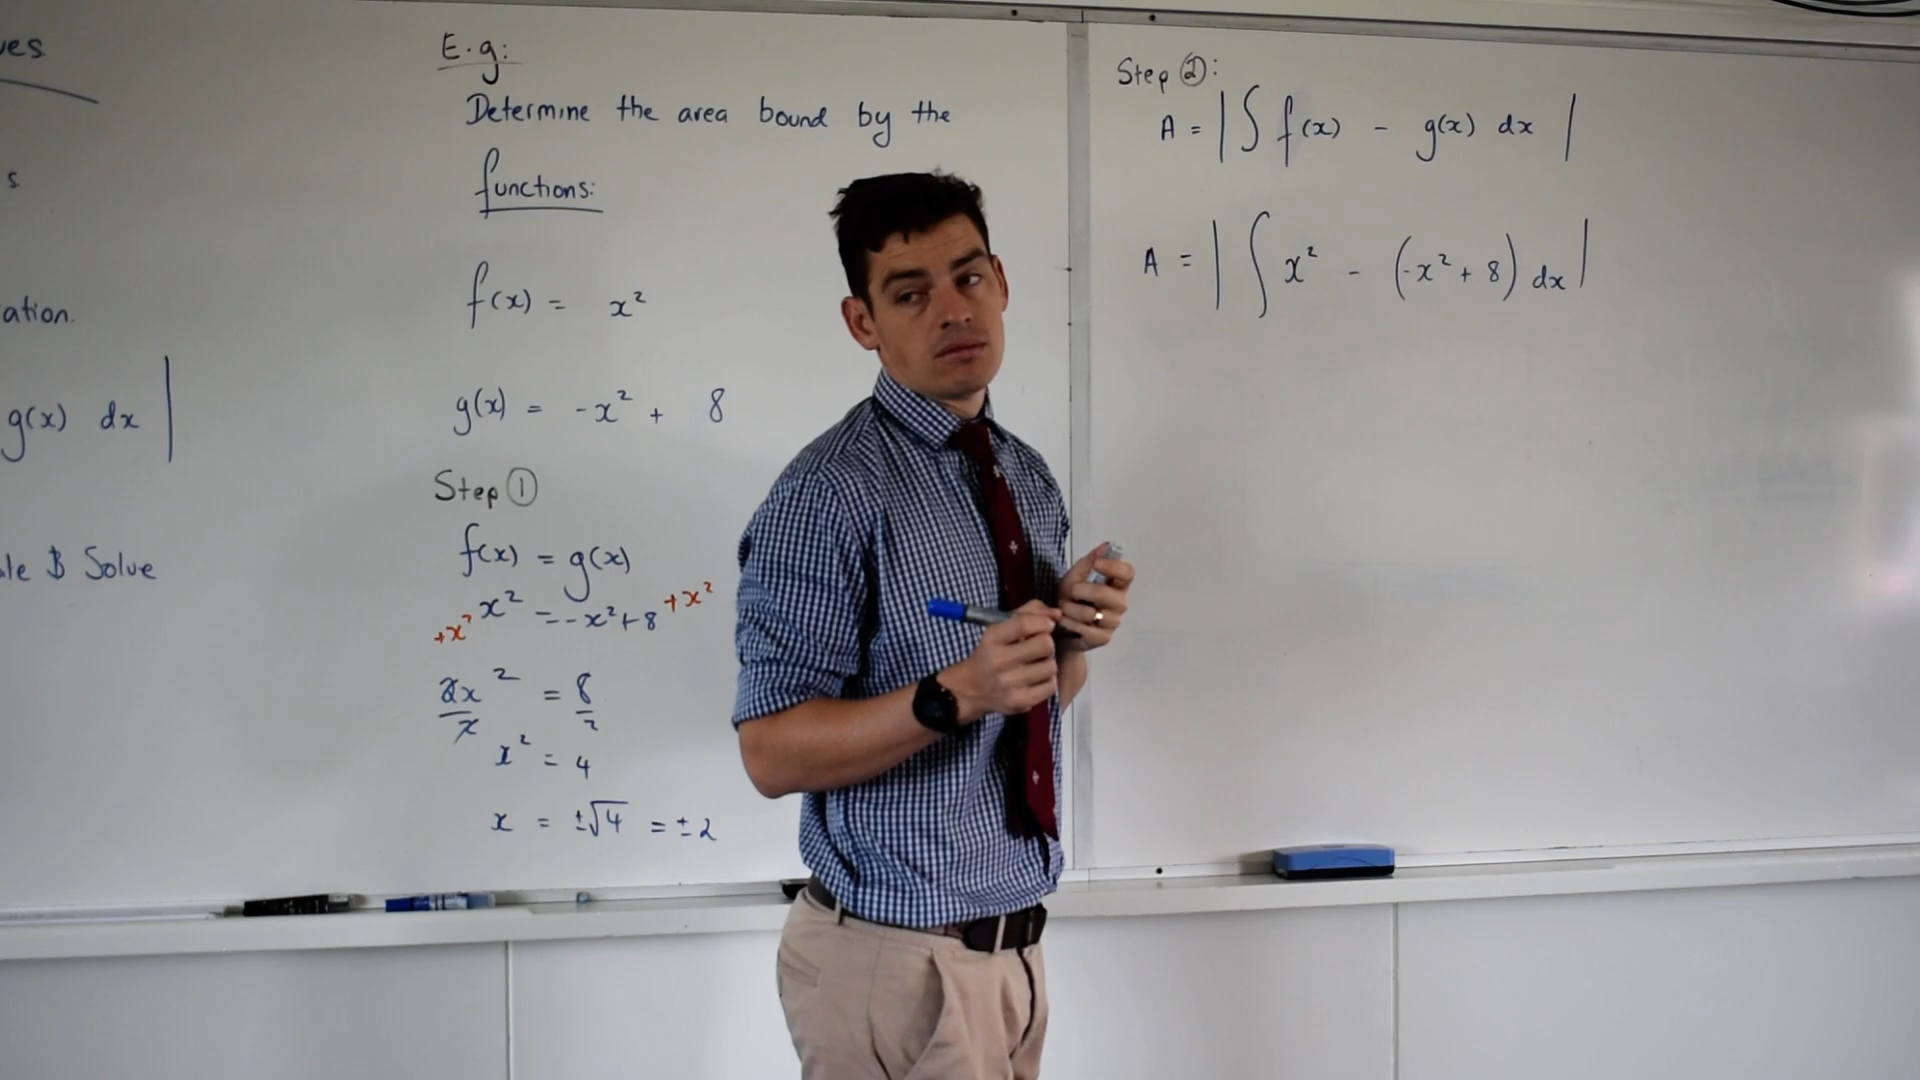 es
s
ation.
g(x) dx |
& Solve
E.g:
Determine the area bound by the
functions:
f(x) = x²
g(x) = -x² + 8
Step ①
f(x) = g(x)
+x² x² = -x²+8 +x²
2x²/2 = 8/2
x² = 4
x = ±√4 = ±2
Step ②:
A = | ∫ f(x) - g(x) dx |
A = | ∫ x² - (-x² + 8) dx |